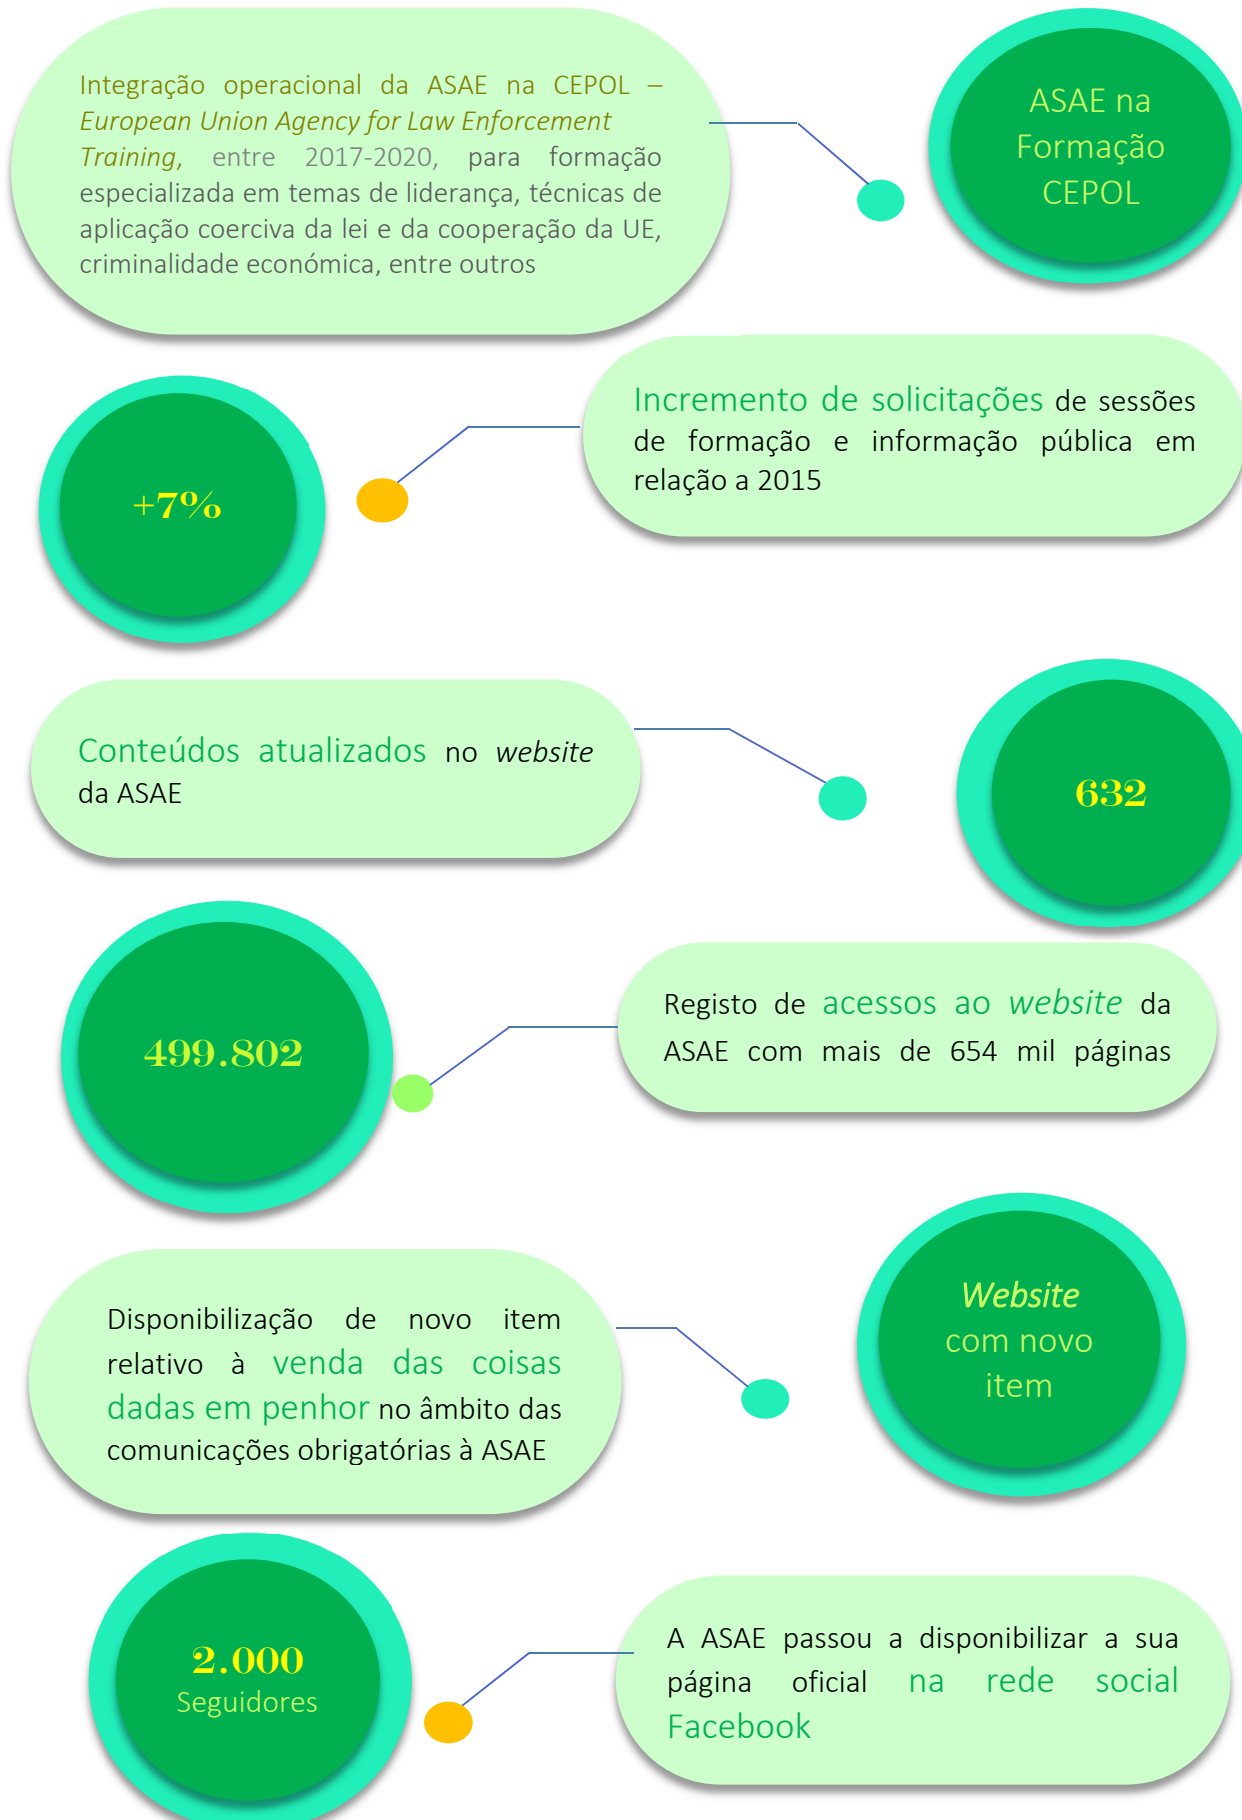 Integração operacional da ASAE na CEPOL –
European Union Agency for Law Enforcement
Training, entre 2017-2020, para formação
especializada em temas de liderança, técnicas de
aplicação coerciva da lei e da cooperação da UE,
criminalidade económica, entre outros
ASAE na
Formação
CEPOL
+7%
Incremento de solicitações de sessões
de formação e informação pública em
relação a 2015
Conteúdos atualizados no website
da ASAE
632
499.802
Registo de acessos ao website da
ASAE com mais de 654 mil páginas
Disponibilização de novo item
relativo à venda das coisas
dadas em penhor no âmbito das
comunicações obrigatórias à ASAE
Website
com novo
item
2.000
Seguidores
A ASAE passou a disponibilizar a sua
página oficial na rede social
Facebook